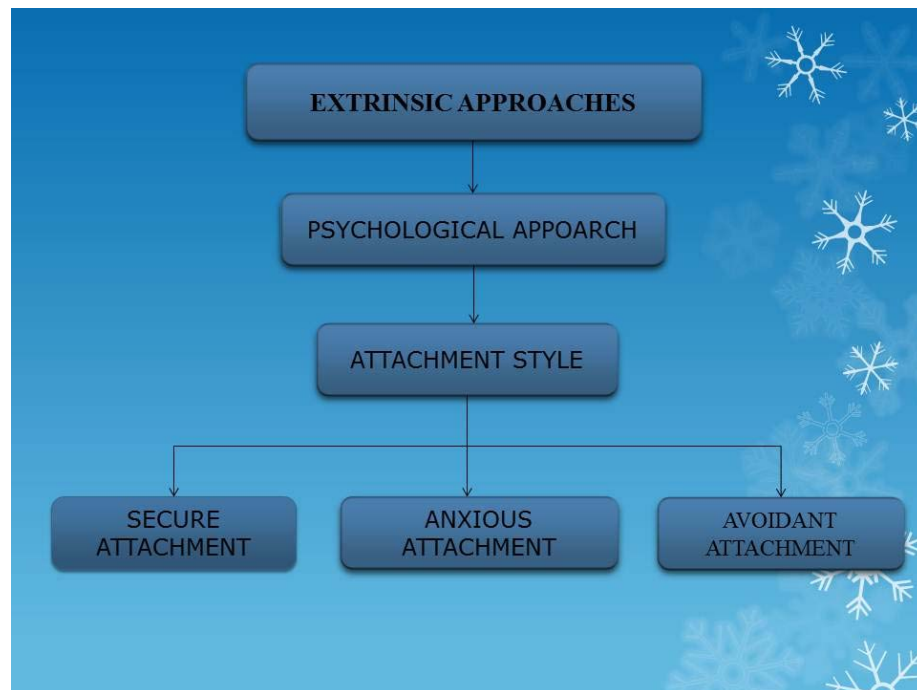 EXTRINSIC APPROACHES
PSYCHOLOGICAL APPOARCH
ATTACHMENT STYLE
SECURE
ATTACHMENT
ANXIOUS
ATTACHMENT
AVOIDANT
ATTACHMENT